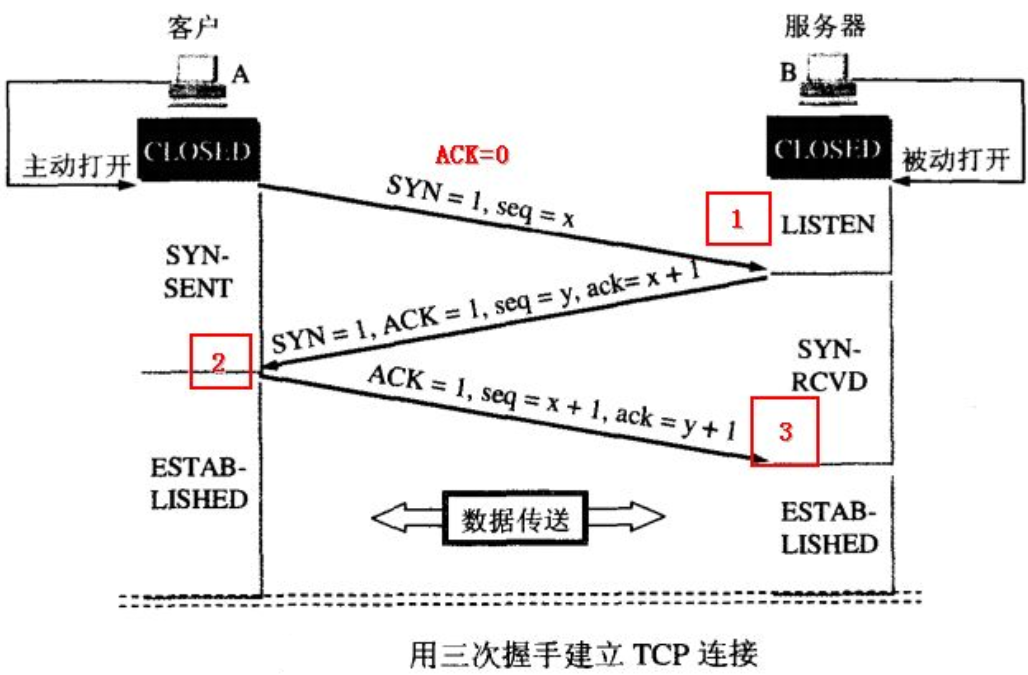 客户
服务器
A
B
CLOSED
CLOSED
主动打开
被动打开
ACK=0
SYN = 1, seq = x
1
LISTEN
SYN-
SENT
SYN = 1, ACK = 1, seq = y, ack= x + 1
2
SYN-
RCVD
ACK = 1, seq = x + 1, ack = y + 1
3
ESTAB-
LISHED
数据传送
ESTAB-
LISHED
用三次握手建立 TCP 连接